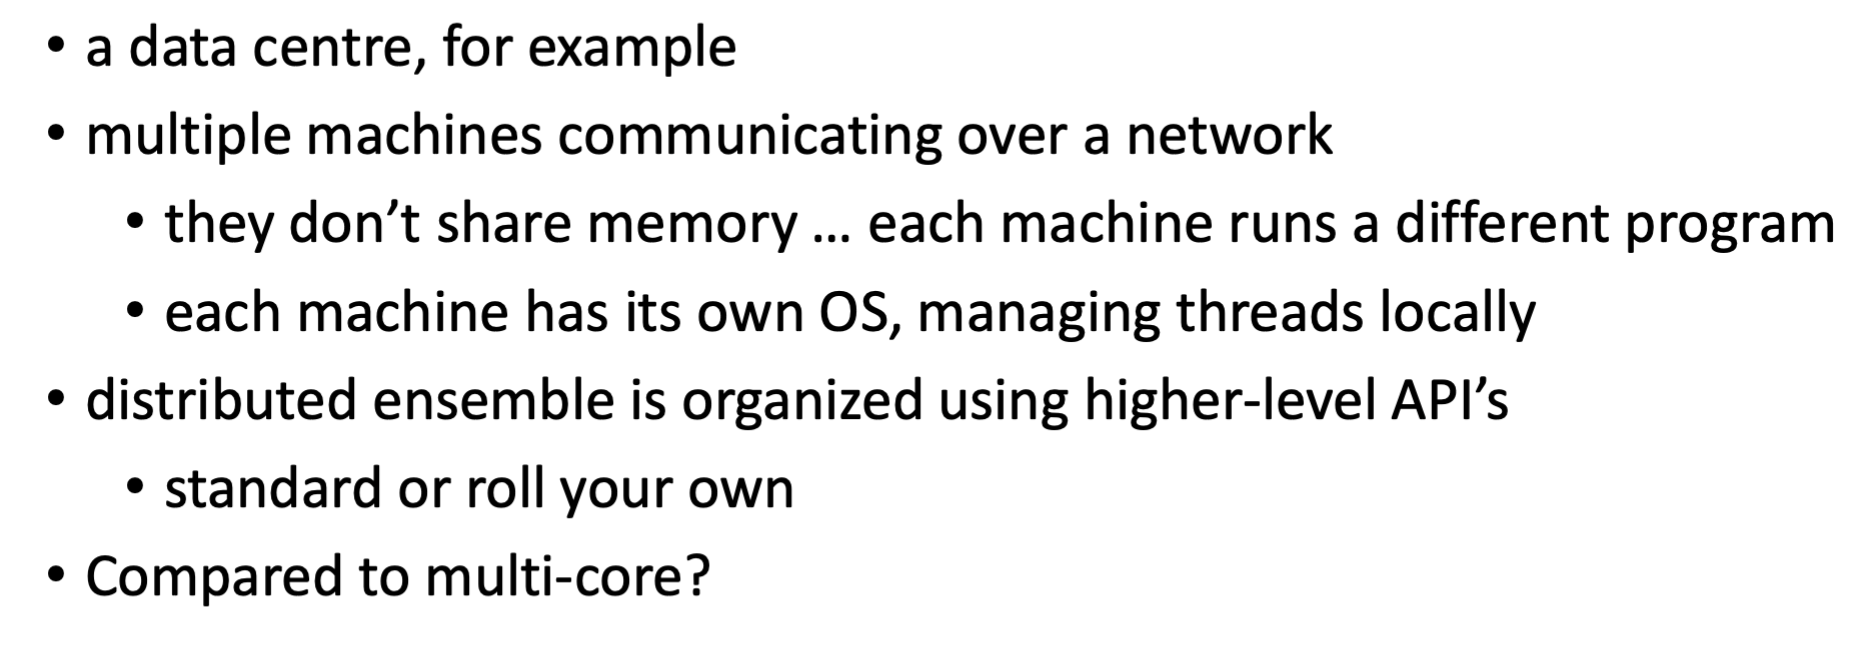 • a data centre, for example
• multiple machines communicating over a network
• they don’t share memory … each machine runs a different program
• each machine has its own OS, managing threads locally
• distributed ensemble is organized using higher-level API’s
• standard or roll your own
• Compared to multi-core?